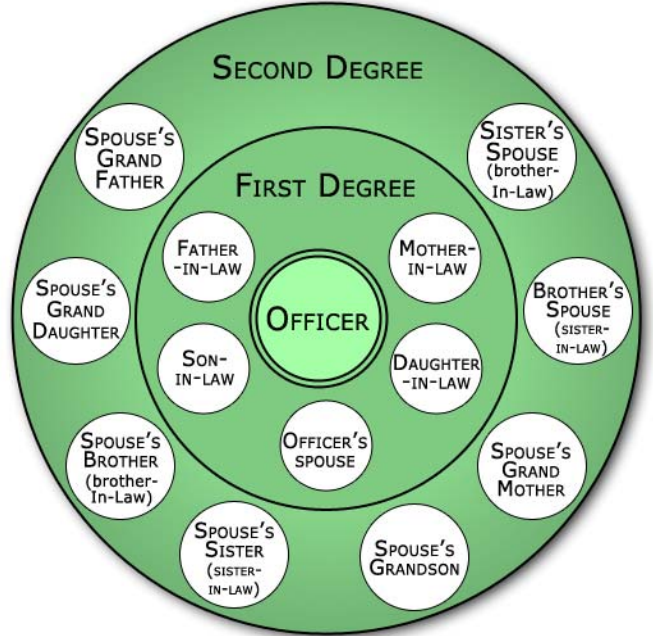 SECOND DEGREE
SPOUSE'S
GRAND
FATHER
SISTER'S
SPOUSE
(brother-
In-Law)
FIRST DEGREE
FATHER
-IN-LAW
MOTHER-
IN-LAW
SPOUSE'S
GRAND
DAUGHTER
OFFICER
BROTHER'S
SPOUSE
(SISTER-
IN-LAW)
SON-
IN-LAW
DAUGHTER
-IN-LAW
SPOUSE'S
BROTHER
(brother-
In-Law)
OFFICER'S
SPOUSE
SPOUSE'S
GRAND
MOTHER
SPOUSE'S
SISTER
(SISTER-
IN-LAW)
SPOUSE'S
GRANDSON